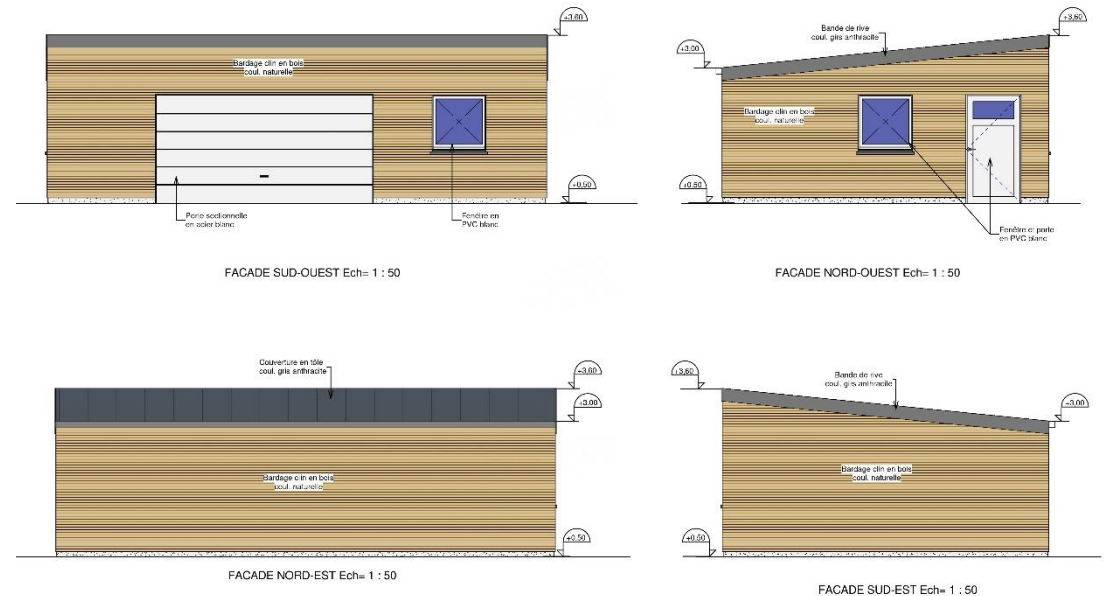 +3,60
Bardage clin en bois
coul. naturelle
+0,50
Porte sectionnelle
en acier blanc
Fenêtre en
PVC blanc
FACADE SUD-OUEST Ech= 1 : 50
+3,60
Bande de rive
coul. girs anthracite
+3,00
Bardage clin en bois
coul. naturelle
+0,50
Fenêtre et porte
en PVC blanc
FACADE NORD-OUEST Ech= 1 : 50
Couverture en tôle
coul. gris anthracite
+3,60
+3,00
Bardage clin en bois
coul. naturelle
+0,50
FACADE NORD-EST Ech= 1 : 50
+3,60
Bande de rive
coul. girs anthracite
+3,00
Bardage clin en bois
coul. naturelle
+0,50
FACADE SUD-EST Ech= 1 : 50